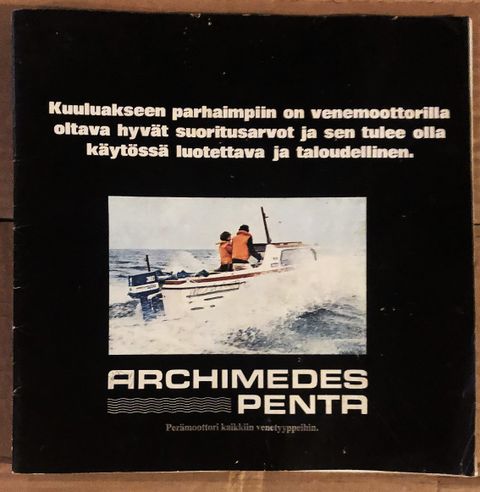 Kuuluakseen parhaimpiin on venemoottorilla
oltava hyvät suoritusarvot ja sen tulee olla
käytössä luotettava ja taloudellinen.
ARCHIMEDES
PENTA
Perämoottori kaikkiin venetyyppeihin.